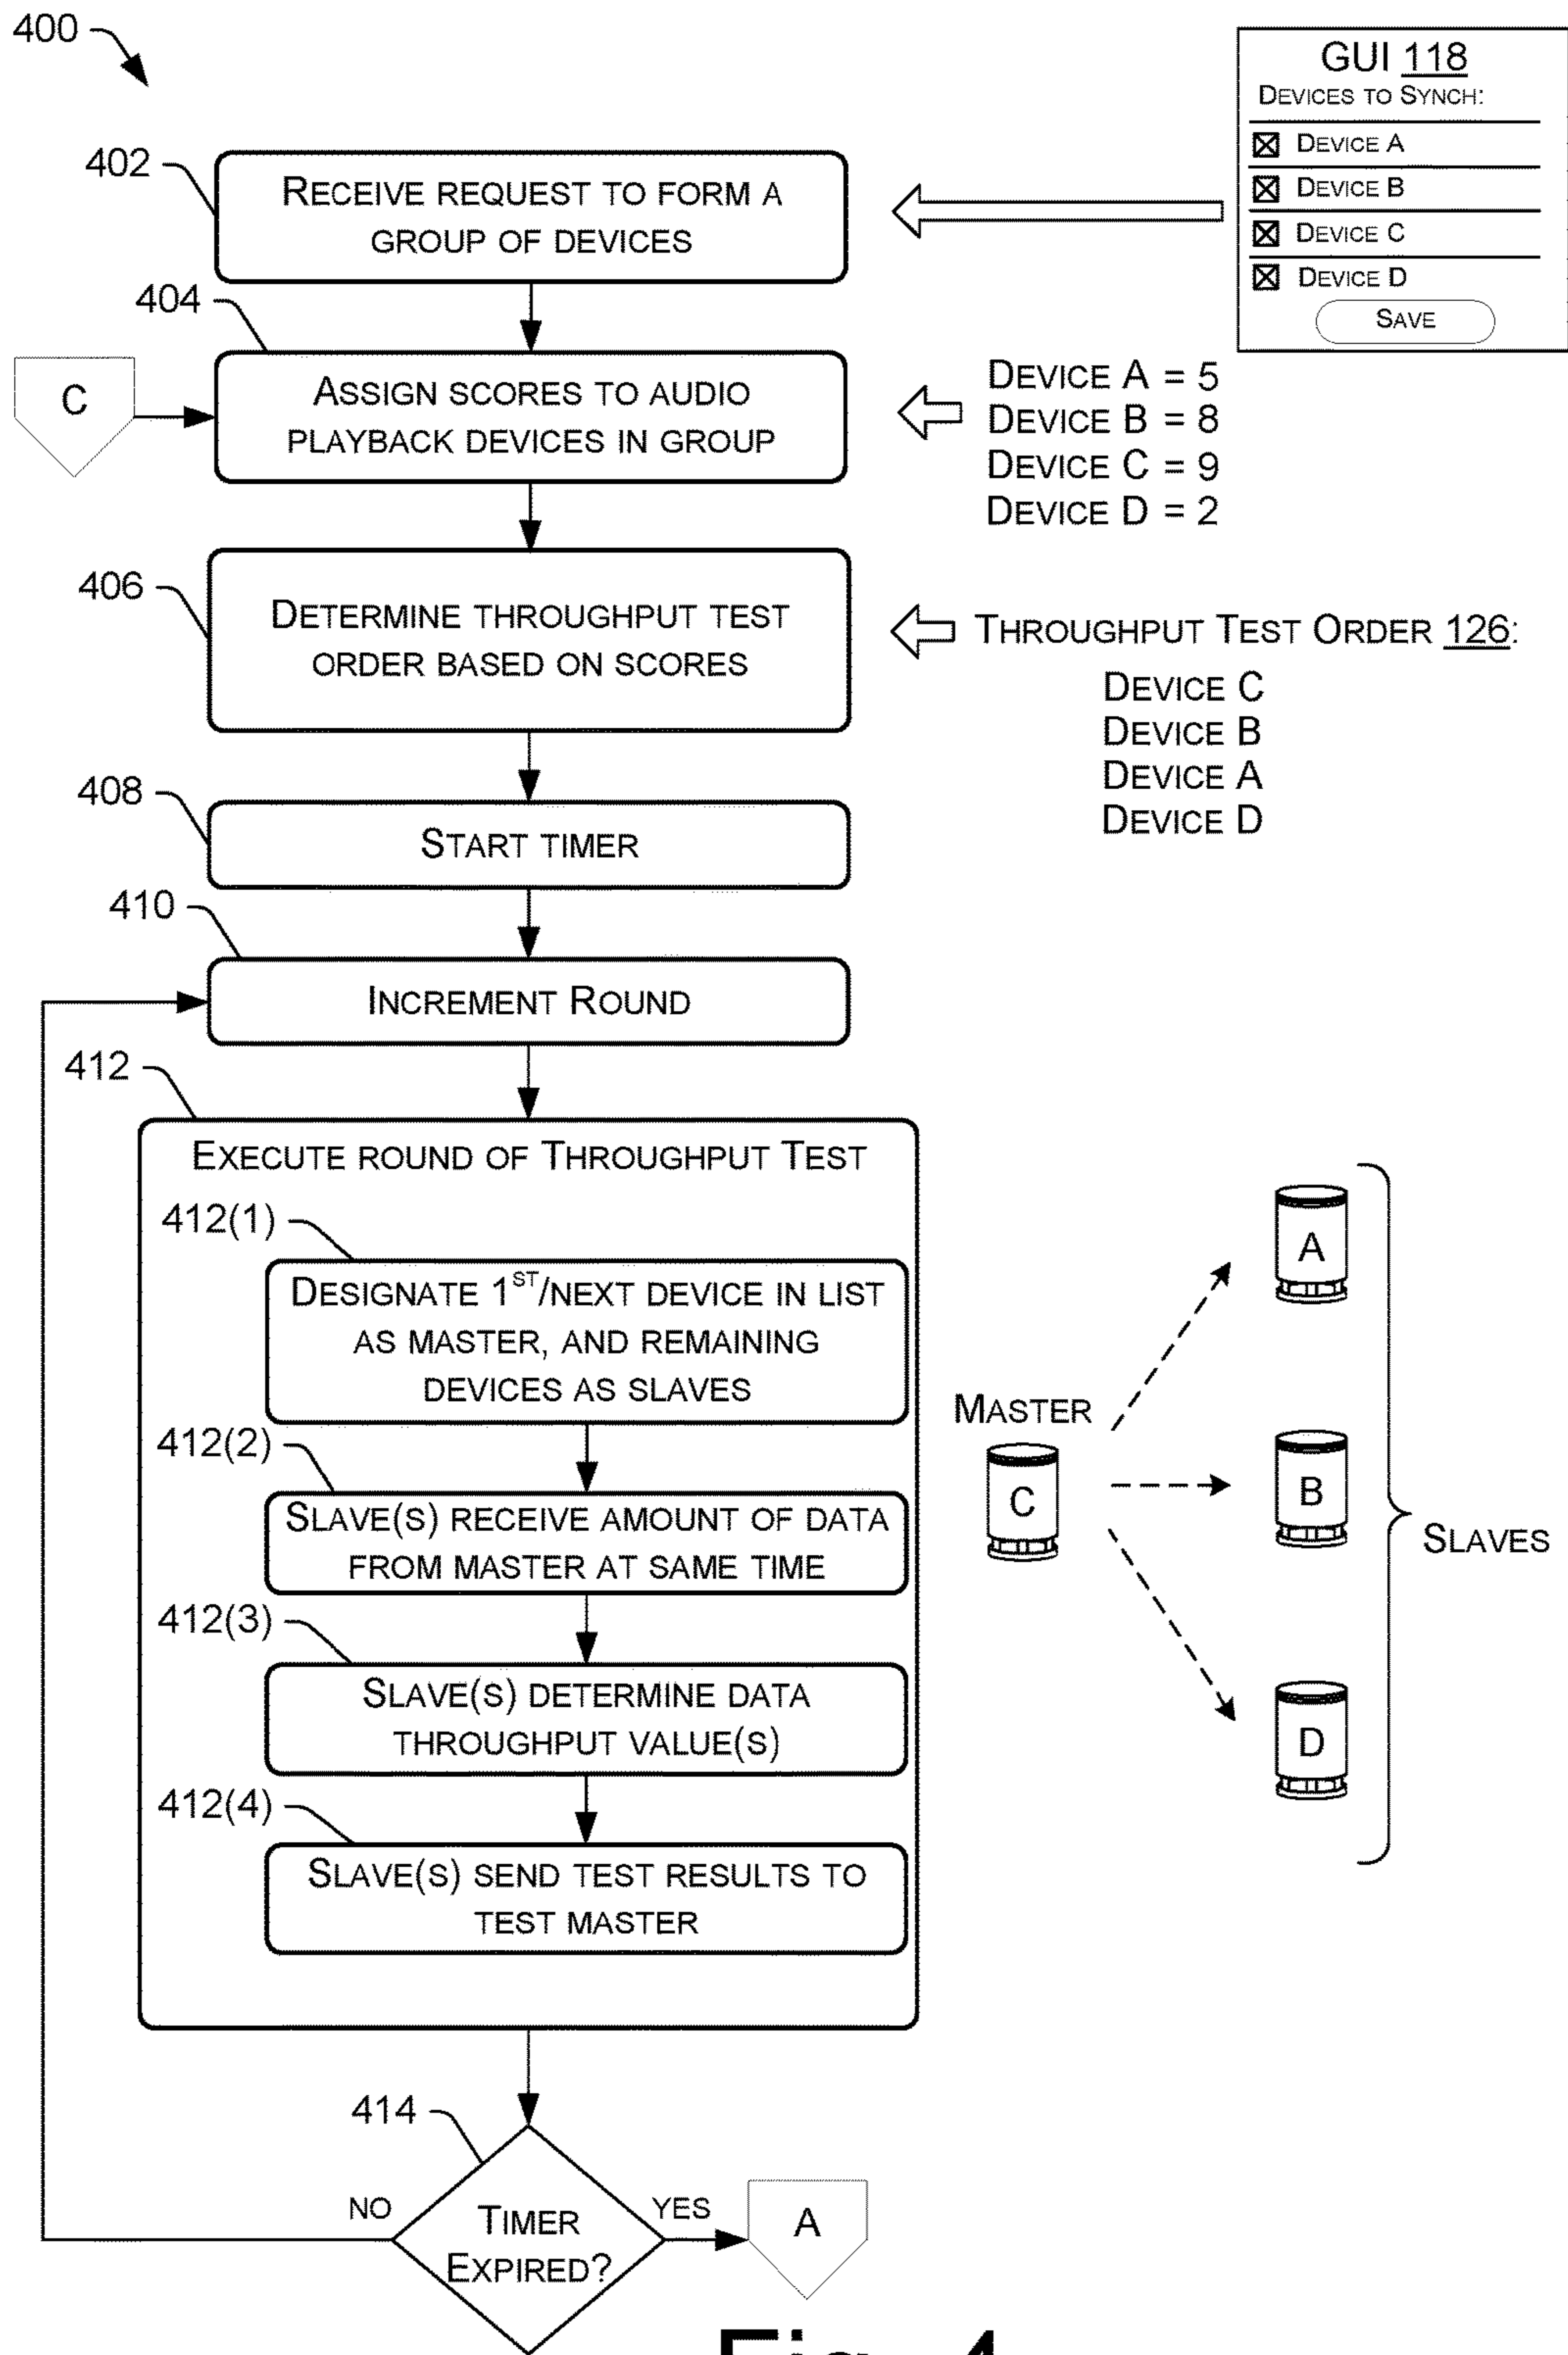 400
GUI 118
DEVICES TO SYNCH:
DEVICE A
DEVICE B
DEVICE C
DEVICE D
SAVE
402
RECEIVE REQUEST TO FORM A
GROUP OF DEVICES
404
C
ASSIGN SCORES TO AUDIO
PLAYBACK DEVICES IN GROUP
DEVICE A = 5
DEVICE B = 8
DEVICE C = 9
DEVICE D = 2
406
DETERMINE THROUGHPUT TEST
ORDER BASED ON SCORES
THROUGHPUT TEST ORDER 126:
DEVICE C
DEVICE B
DEVICE A
DEVICE D
408
START TIMER
410
INCREMENT ROUND
412
EXECUTE ROUND OF THROUGHPUT TEST
412(1)
DESIGNATE 1ST/NEXT DEVICE IN LIST
AS MASTER, AND REMAINING
DEVICES AS SLAVES
412(2)
SLAVE(S) RECEIVE AMOUNT OF DATA
FROM MASTER AT SAME TIME
412(3)
SLAVE(S) DETERMINE DATA
THROUGHPUT VALUE(S)
412(4)
SLAVE(S) SEND TEST RESULTS TO
TEST MASTER
MASTER
C
A
B
D
SLAVES
414
TIMER
EXPIRED?
NO
YES
A